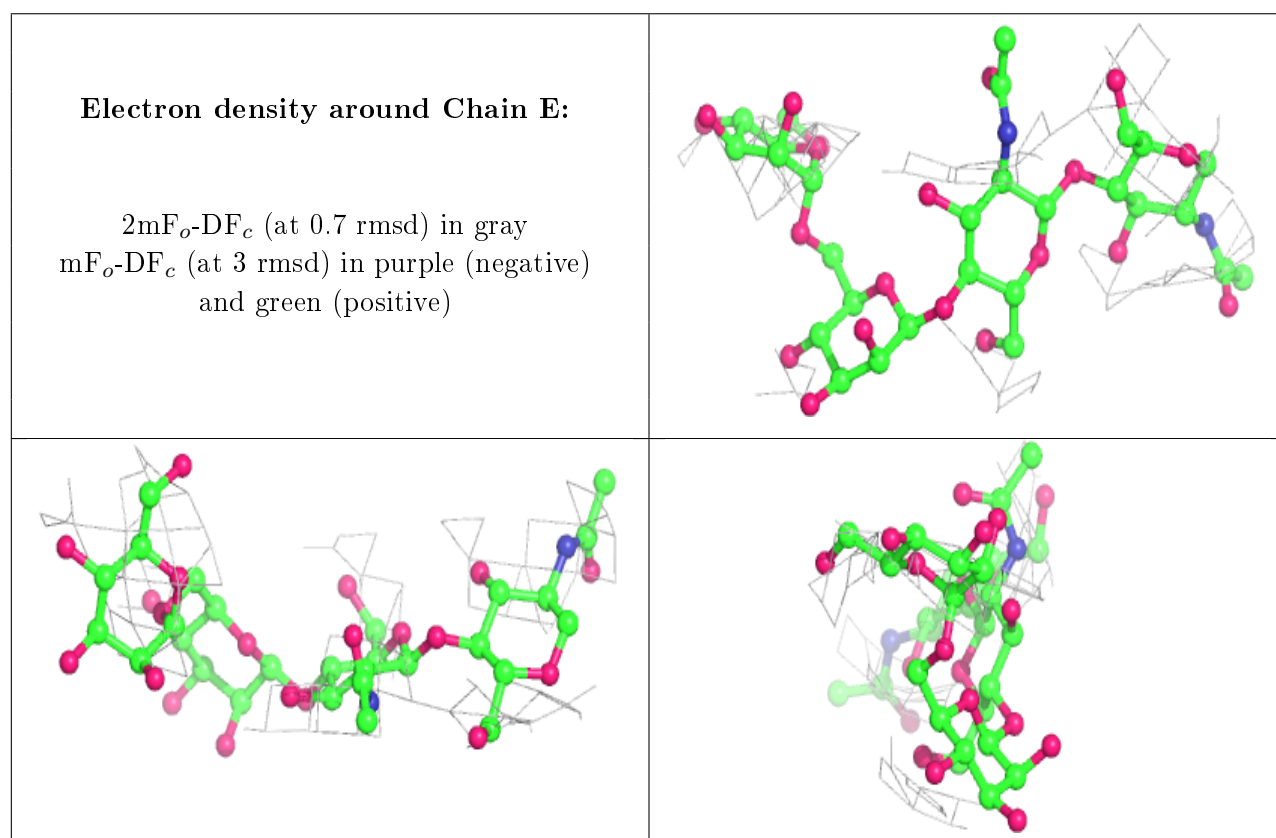 Electron density around Chain E:
2mFo-DFc (at 0.7 rmsd) in gray
mFo-DFc (at 3 rmsd) in purple (negative)
and green (positive)